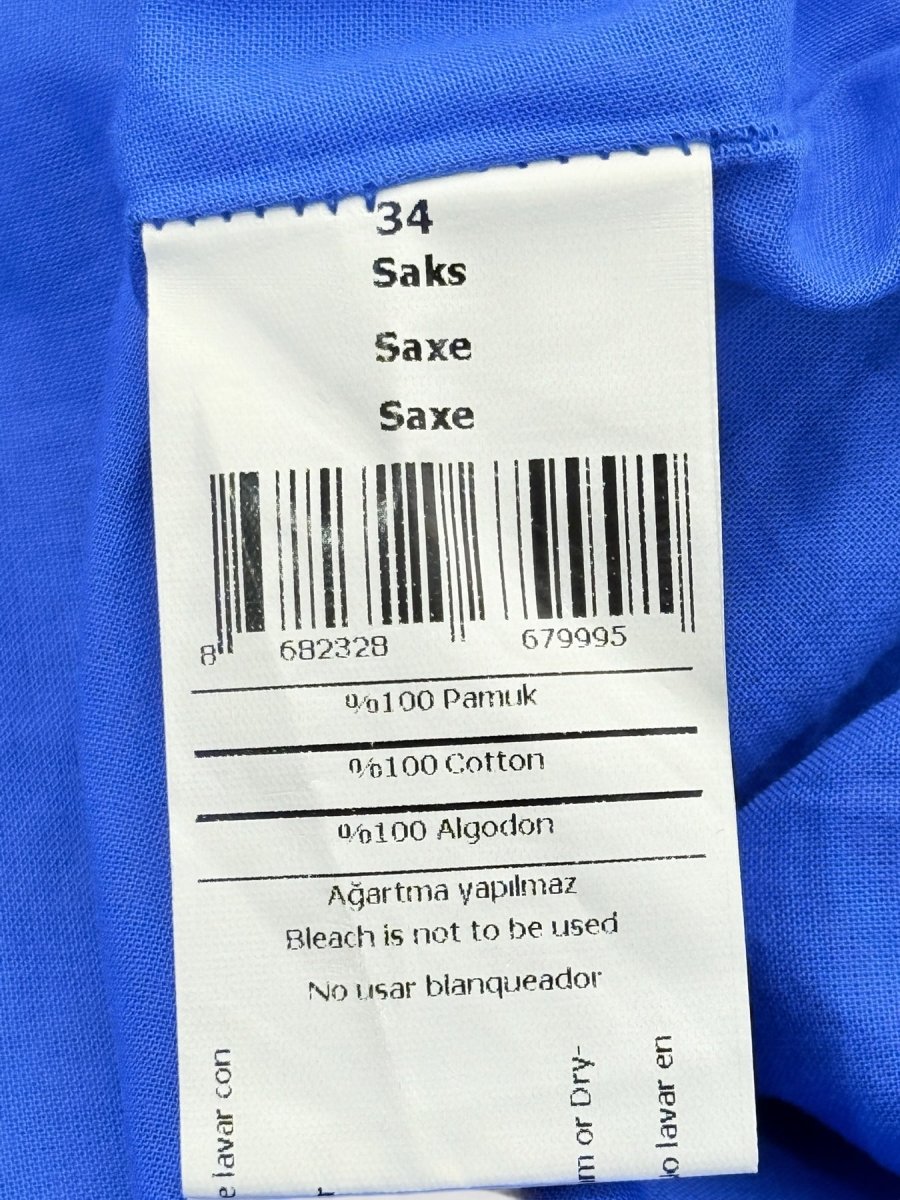 34
Saks
Saxe
Saxe
8 682328 679995
%100 Pamuk
%100 Cotton
%100 Algodon
Ağartma yapılmaz
Bleach is not to be used
No usar blanqueador
lavar con
or Dry-
lavar en